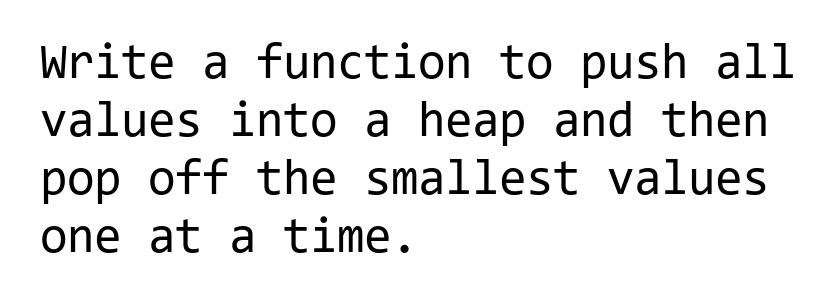 Write a function to push all
values into a heap and then
pop off the smallest values
one at a time.